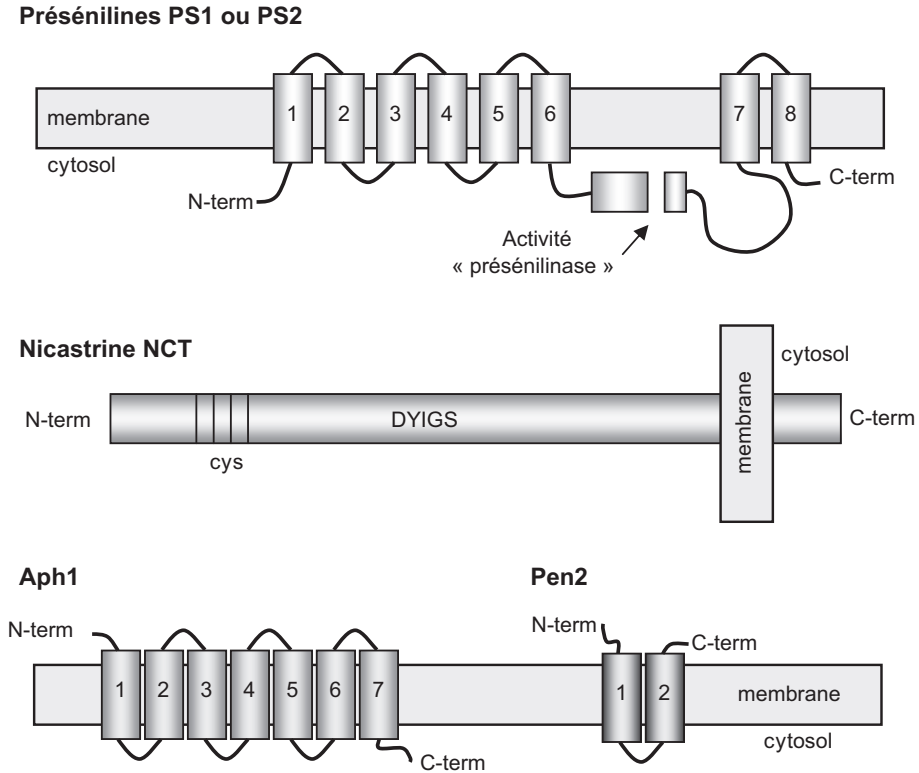 Présénilines PS1 ou PS2
membrane
1 2 3 4 5 6 7 8
cytosol
N-term
C-term
Activité
« présénilinase »
Nicastrine NCT
cytosol
N-term
DYIGS
membrane
C-term
cys
Aph1
Pen2
N-term
N-term
C-term
1 2 3 4 5 6 7
1 2
membrane
cytosol
C-term